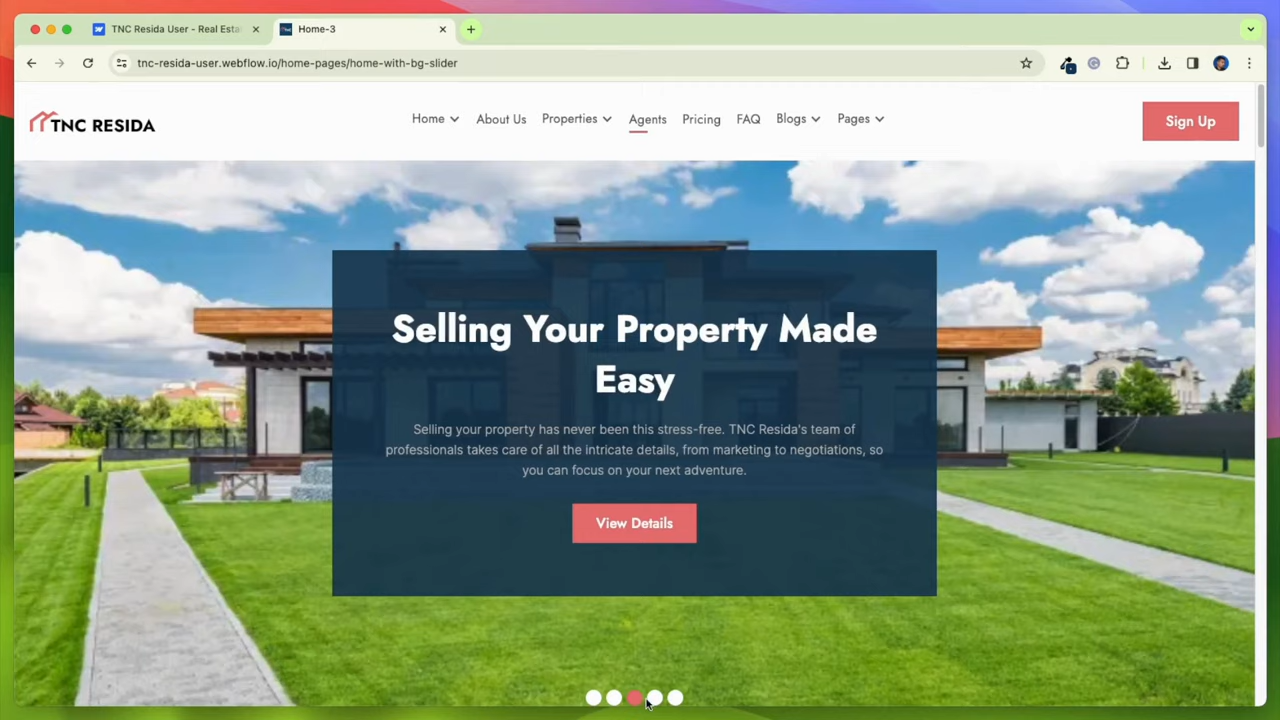 TNC Resida User - Real Esta
Home-3
tnc-resida-user.webflow.io/home-pages/home-with-bg-slider
TNC RESIDA
Home
About Us
Properties
Agents
Pricing
FAQ
Blogs
Pages
Sign Up
Selling Your Property Made
Easy
Selling your property has never been this stress-free. TNC Resida's team of
professionals takes care of all the intricate details, from marketing to negotiations, so
you can focus on your next adventure.
View Details